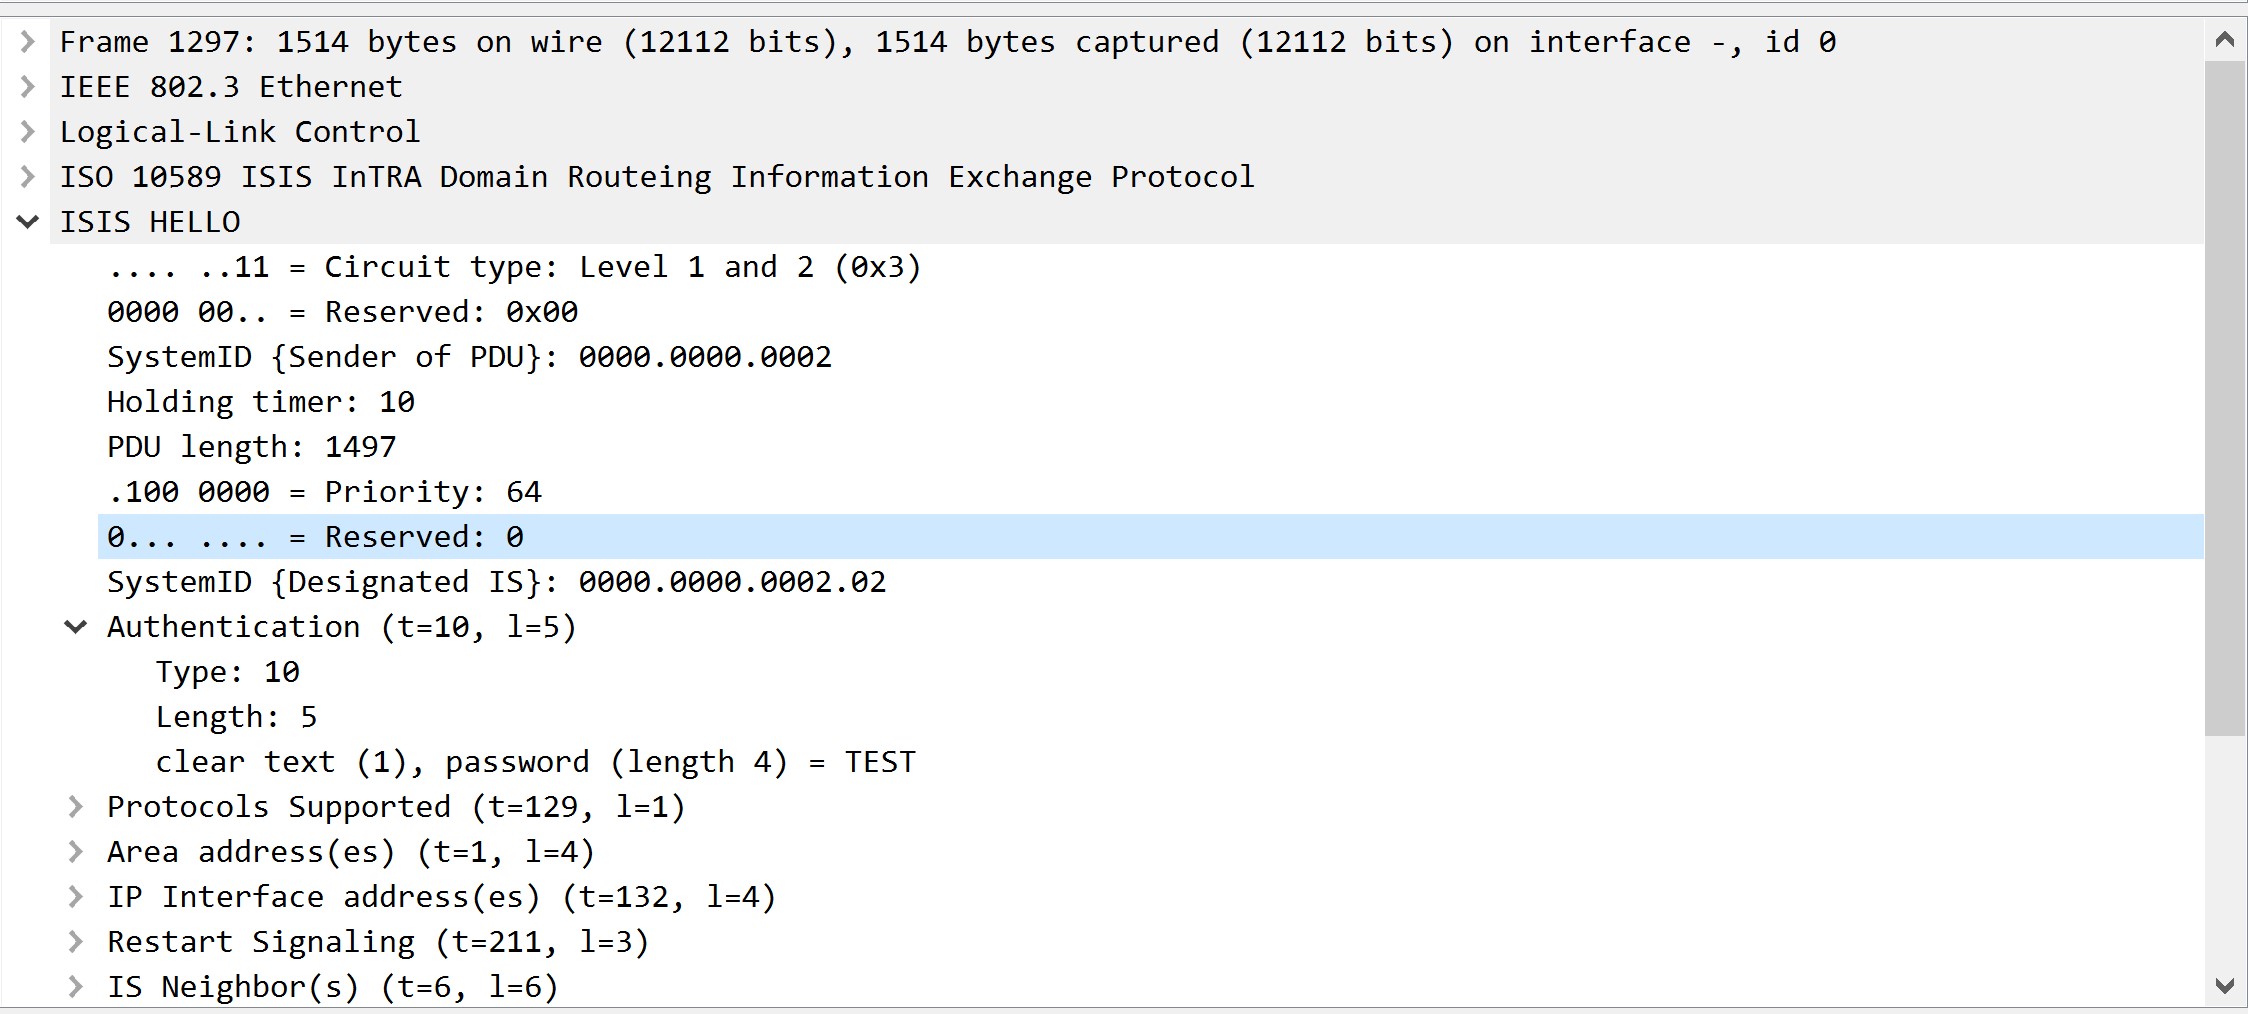 Frame 1297: 1514 bytes on wire (12112 bits), 1514 bytes captured (12112 bits) on interface -, id 0
IEEE 802.3 Ethernet
Logical-Link Control
ISO 10589 ISIS InTRA Domain Routeing Information Exchange Protocol
ISIS HELLO
.... ..11 = Circuit type: Level 1 and 2 (0x3)
0000 00.. = Reserved: 0x00
SystemID {Sender of PDU}: 0000.0000.0002
Holding timer: 10
PDU length: 1497
.100 0000 = Priority: 64
0... .... = Reserved: 0
SystemID {Designated IS}: 0000.0000.0002.02
Authentication (t=10, l=5)
Type: 10
Length: 5
clear text (1), password (length 4) = TEST
Protocols Supported (t=129, l=1)
Area address(es) (t=1, l=4)
IP Interface address(es) (t=132, l=4)
Restart Signaling (t=211, l=3)
IS Neighbor(s) (t=6, l=6)